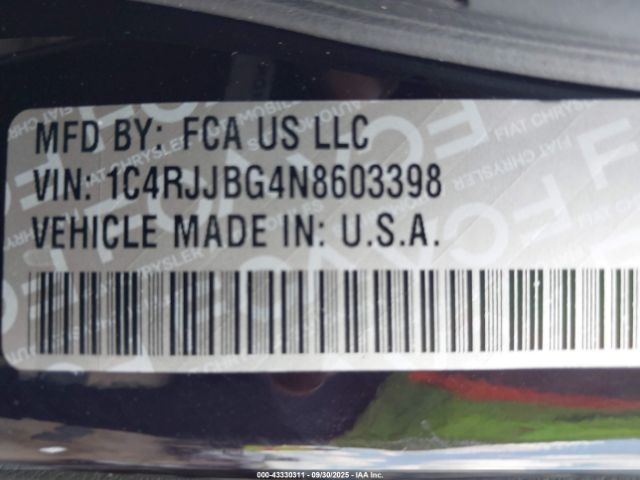 MFD BY: FCA US LLC
VIN: 1C4RJJBG4N8603398
VEHICLE MADE IN: U.S.A.
000-43330311 - 09/30/2025 - IAA Inc.